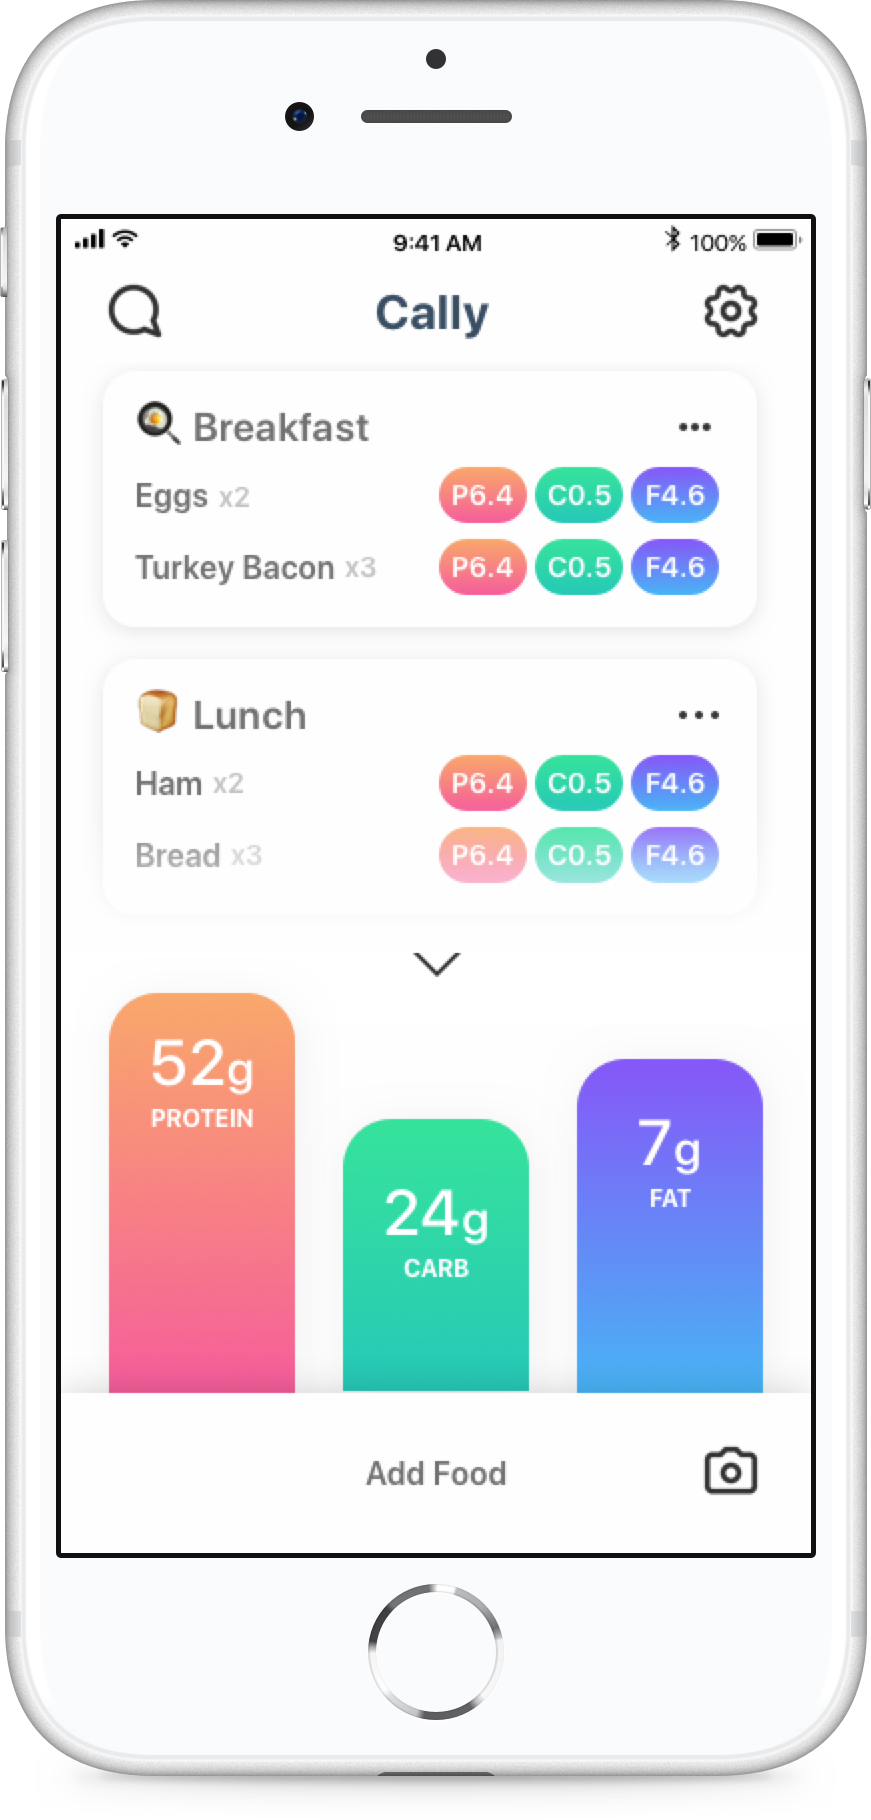 9:41 AM 100%
Cally
Breakfast
Eggs x2 P6.4 C0.5 F4.6
Turkey Bacon x3 P6.4 C0.5 F4.6
Lunch
Ham x2 P6.4 C0.5 F4.6
Bread x3 P6.4 C0.5 F4.6
52g
PROTEIN
24g
CARB
7g
FAT
Add Food